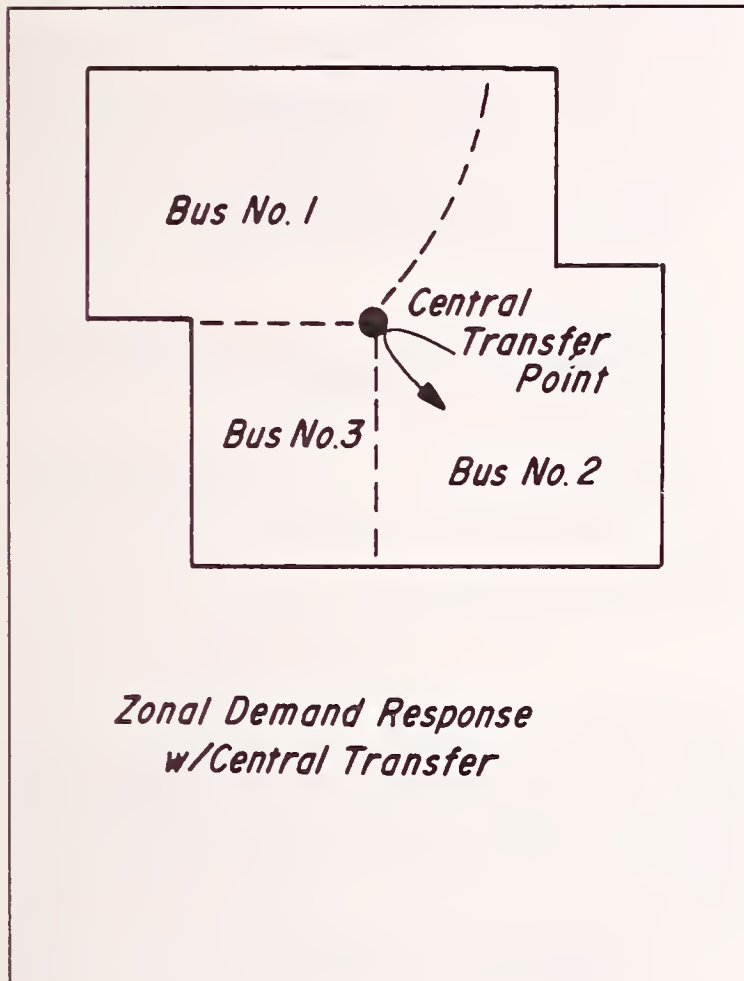 Bus No. 1
Central
Transfer
Point
Bus No. 3
Bus No. 2
Zonal Demand Response
w/Central Transfer